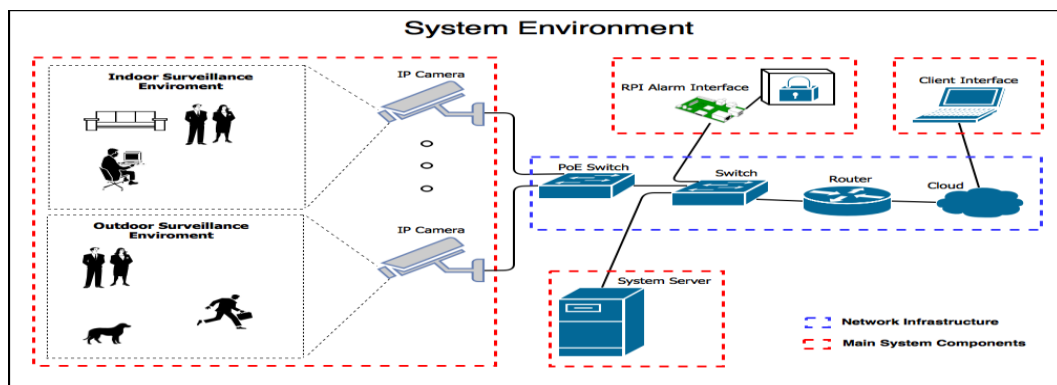 System Environment
Indoor Surveillance
Enviroment
IP Camera
RPI Alarm Interface
Client Interface
PoE Switch
Switch
Router
Cloud
Outdoor Surveillance
Enviroment
IP Camera
System Server
Network Infrastructure
Main System Components